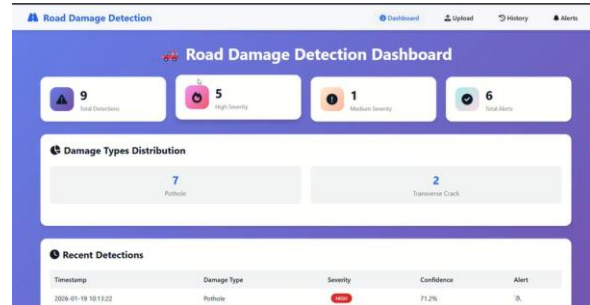 Road Damage Detection
Dashboard Upload History Alerts
Road Damage Detection Dashboard
9
Total Detections
5
High Severity
1
Medium Severity
6
Total Alerts
Damage Types Distribution
7
Pothole
2
Transverse Crack
Recent Detections
Timestamp Damage Type Severity Confidence Alert
2026-01-19 10:13:22 Pothole HIGH 71.2%